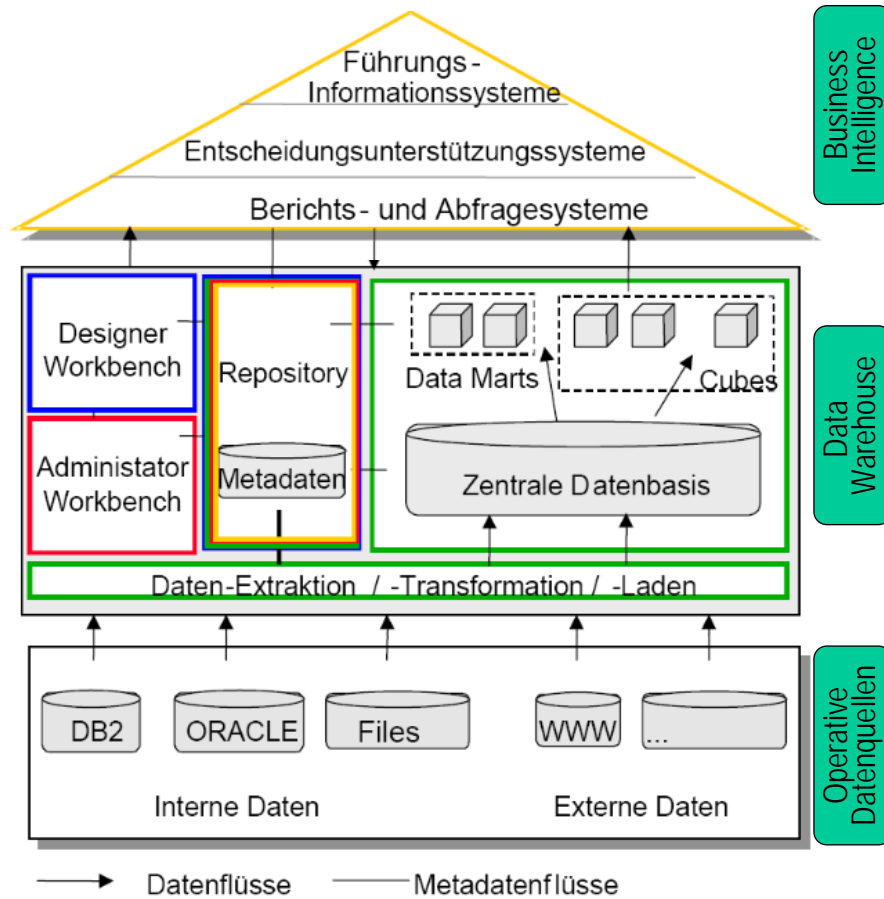 Führungs-
Informationssysteme
Entscheidungsunterstützungssysteme
Berichts- und Abfragesysteme
Business
Intelligence
Designer
Workbench
Administator
Workbench
Repository
Metadaten
Data Marts
Cubes
Zentrale Datenbasis
Daten-Extraktion / -Transformation / -Laden
Data
Warehouse
DB2
ORACLE
Files
WWW
...
Interne Daten
Externe Daten
Operative
Datenquellen
Datenflüsse
Metadatenflüsse